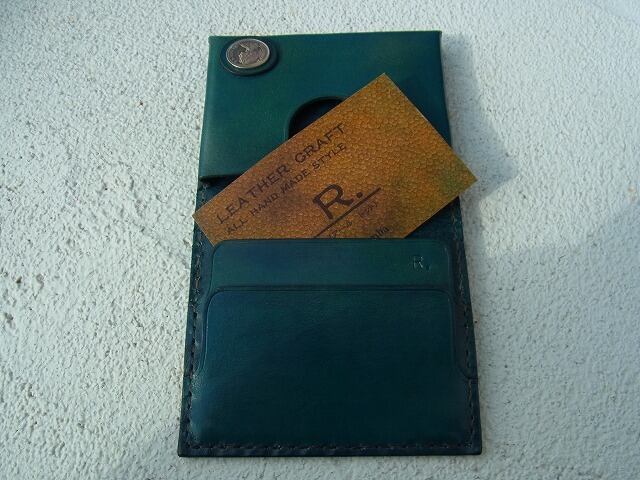 LEATHER CRAFT
ALL HAND MADE STYLE
R.
R.